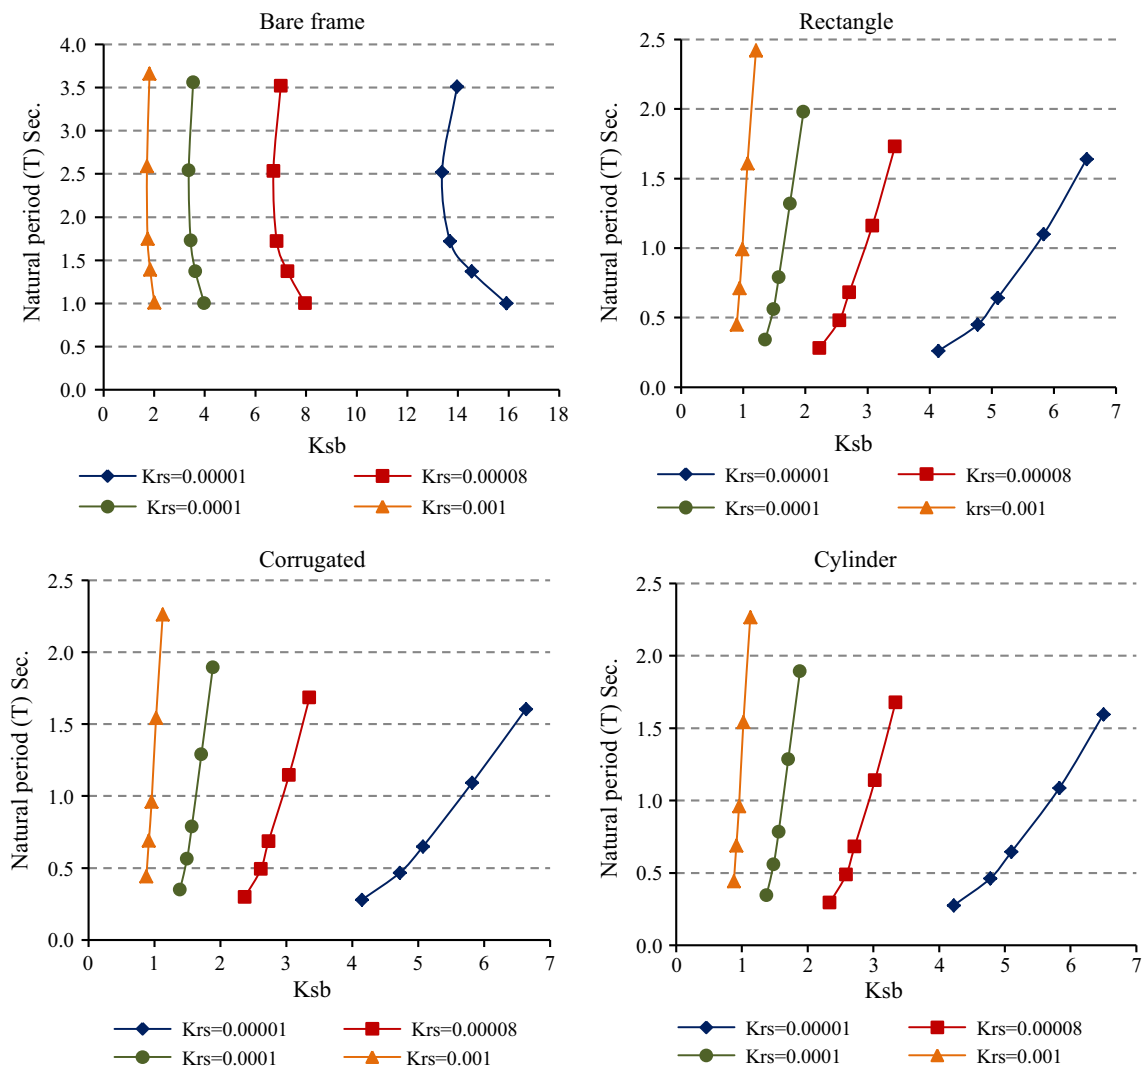 Bare frame
Natural period (T) Sec.
4.0
3.5
3.0
2.5
2.0
1.5
1.0
0.5
0.0
0 2 4 6 8 10 12 14 16 18
Ksb
Krs=0.00001 Krs=0.00008
Krs=0.0001 Krs=0.001
Rectangle
Natural period (T) Sec.
2.5
2.0
1.5
1.0
0.5
0.0
0 1 2 3 4 5 6 7
Ksb
Krs=0.00001 Krs=0.00008
Krs=0.0001 krs=0.001
Corrugated
Natural period (T) Sec.
2.5
2.0
1.5
1.0
0.5
0.0
0 1 2 3 4 5 6 7
Ksb
Krs=0.00001 Krs=0.00008
Krs=0.0001 Krs=0.001
Cylinder
Natural period (T) Sec.
2.5
2.0
1.5
1.0
0.5
0.0
0 1 2 3 4 5 6 7
Ksb
Krs=0.00001 Krs=0.00008
Krs=0.0001 Krs=0.001